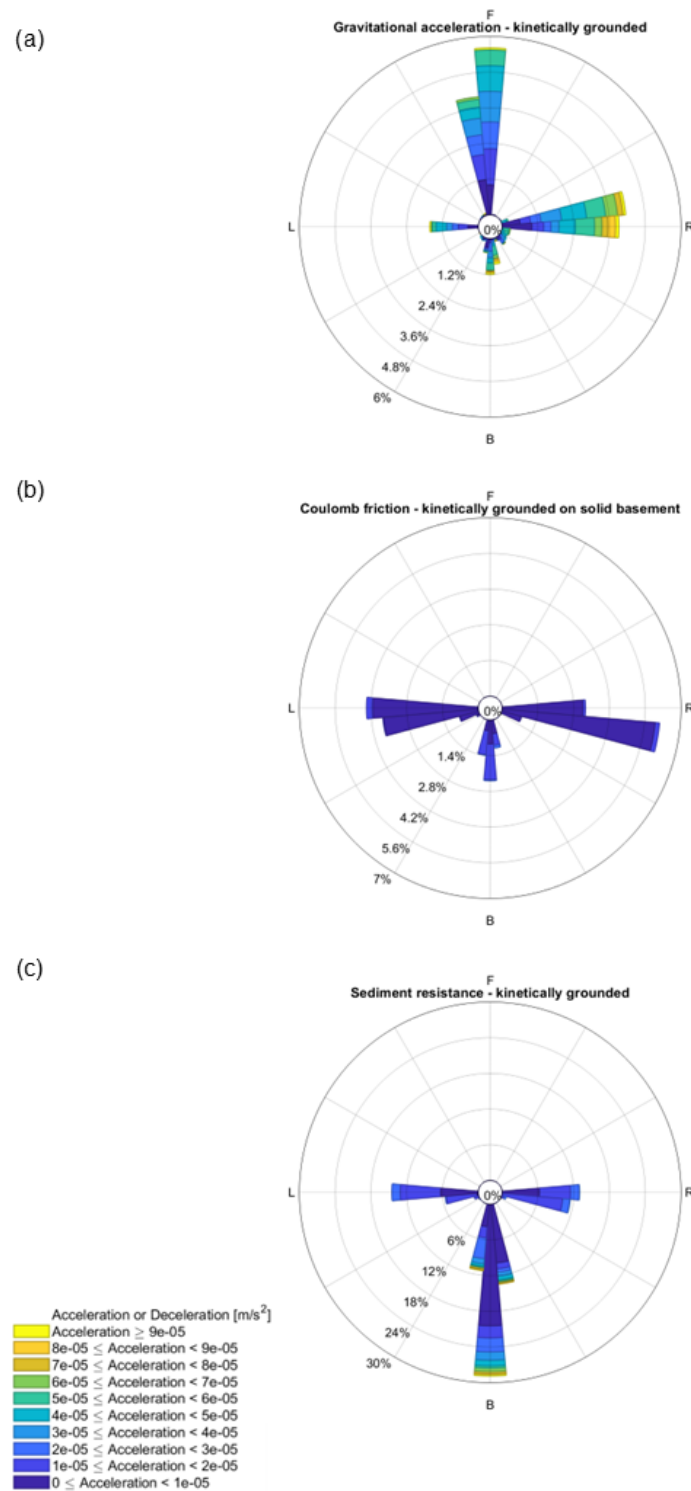 (a)
F
Gravitational acceleration - kinetically grounded
L
0%
R
1.2%
2.4%
3.6%
4.8%
6%
B
(b)
F
Coulomb friction - kinetically grounded on solid basement
L
0%
R
1.4%
2.8%
4.2%
5.6%
7%
B
(c)
F
Sediment resistance - kinetically grounded
L
0%
R
6%
12%
18%
24%
30%
B
Acceleration or Deceleration [m/s²]
Acceleration ≥ 9e-05
8e-05 ≤ Acceleration < 9e-05
7e-05 ≤ Acceleration < 8e-05
6e-05 ≤ Acceleration < 7e-05
5e-05 ≤ Acceleration < 6e-05
4e-05 ≤ Acceleration < 5e-05
3e-05 ≤ Acceleration < 4e-05
2e-05 ≤ Acceleration < 3e-05
1e-05 ≤ Acceleration < 2e-05
0 ≤ Acceleration < 1e-05